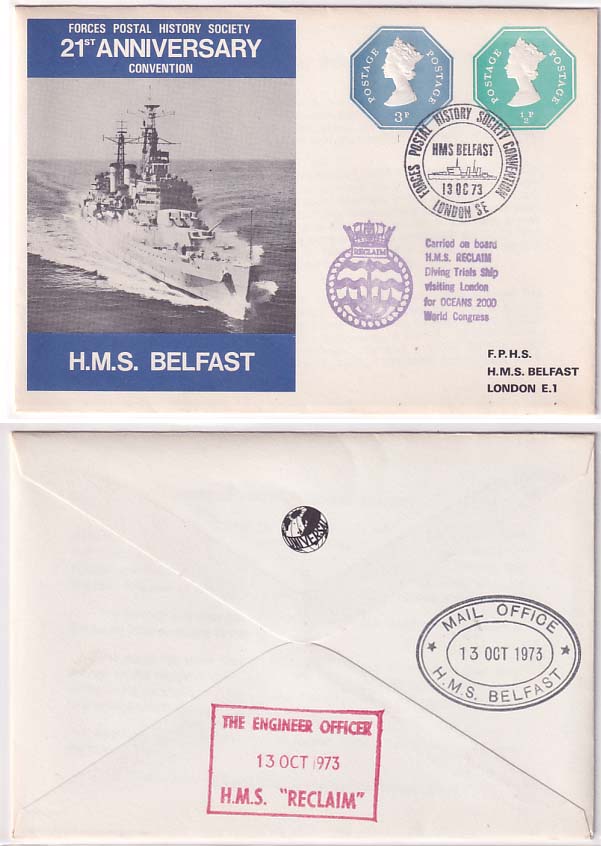 FORCES POSTAL HISTORY SOCIETY
21ST ANNIVERSARY
CONVENTION
H.M.S. BELFAST
POSTAGE POSTAGE
3P
POSTAGE POSTAGE
½P
FORCES POSTAL HISTORY SOCIETY CONVENTION
HMS BELFAST
13 OC 73
LONDON SE
RECLAIM
Carried on board
H.M.S. RECLAIM
Diving Trials Ship
visiting London
for OCEANS 2000
World Congress
F.P.H.S.
H.M.S. BELFAST
LONDON E.1
UNIVERSAL
MAIL OFFICE
★ 13 OCT 1973 ★
H.M.S. BELFAST
THE ENGINEER OFFICER
13 OCT 1973
H.M.S. "RECLAIM"